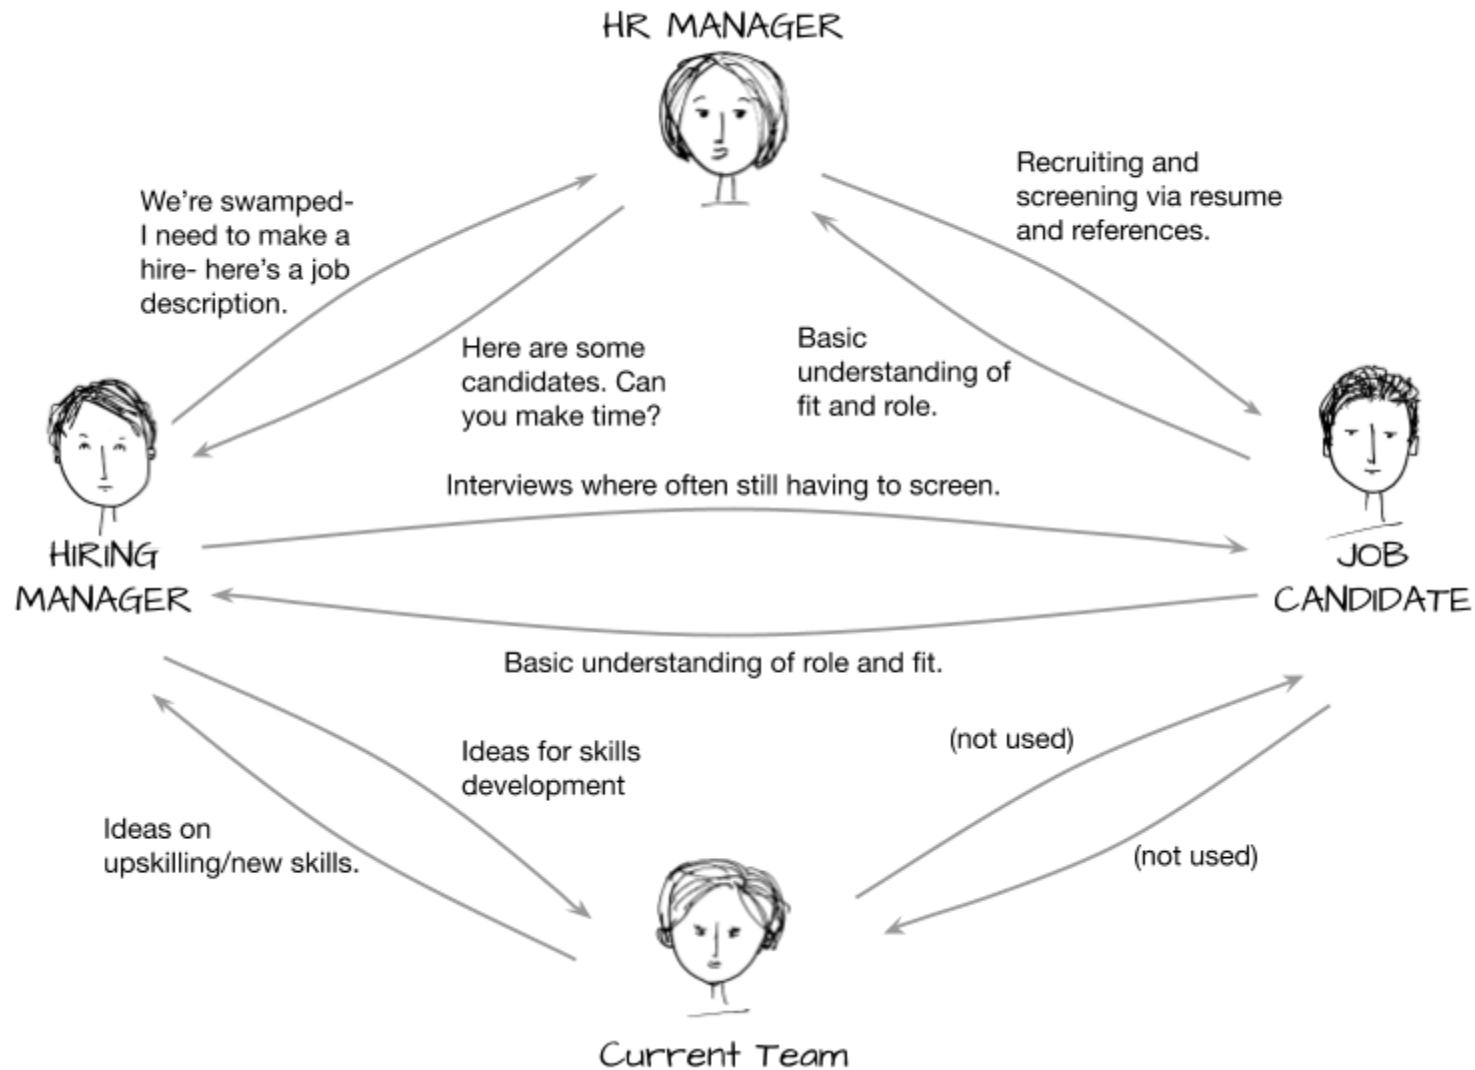 HR MANAGER
We're swamped-
I need to make a
hire- here's a job
description.
Recruiting and
screening via resume
and references.
Here are some
candidates. Can
you make time?
Basic
understanding of
fit and role.
Interviews where often still having to screen.
HIRING
MANAGER
JOB
CANDIDATE
Basic understanding of role and fit.
Ideas for skills
development
(not used)
Ideas on
upskilling/new skills.
(not used)
Current Team